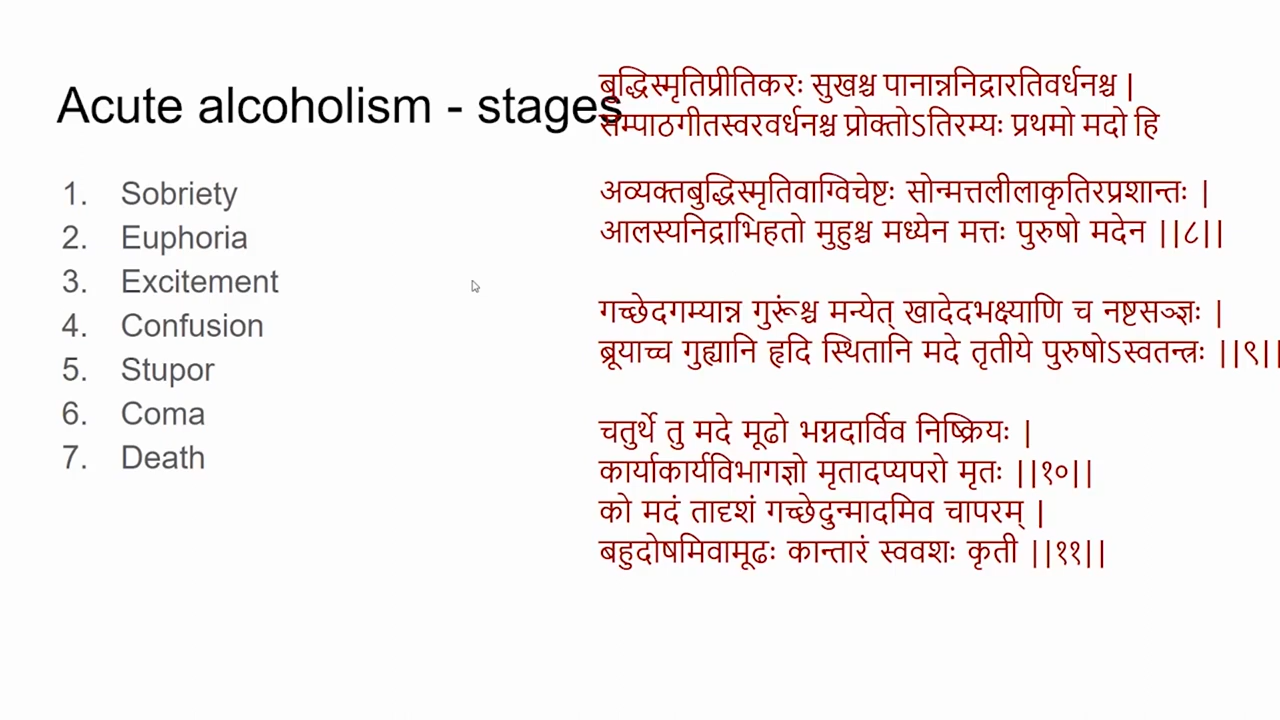 Acute alcoholism - stages
1. Sobriety
2. Euphoria
3. Excitement
4. Confusion
5. Stupor
6. Coma
7. Death
बुद्धिस्मृतिप्रीतिकरः सुखश्च पानान्ननिद्रारतिवर्धनश्च |
सम्पाठगीतस्वरवर्धनश्च प्रोक्तोऽतिरम्यः प्रथमो मदो हि
अव्यक्तबुद्धिस्मृतिवाग्विचेष्टः सोन्मत्तलीलाकृतिरप्रशान्तः |
आलस्यनिद्राभिहतो मुहुश्च मध्येन मत्तः पुरुषो मदेन ||८||
गच्छेदगम्यान्न गुरूंश्च मन्येत् खादेदभक्ष्याणि च नष्टसञ्ज्ञः |
ब्रूयाच्च गुह्यानि हृदि स्थितानि मदे तृतीये पुरुषोऽस्वतन्त्रः ||९||
चतुर्थे तु मदे मूढो भग्नदार्विव निष्क्रियः |
कार्याकार्यविभागज्ञो मृतादप्यपरो मृतः ||१०||
को मदं तादृशं गच्छेदुन्मादमिव चापरम् |
बहुदोषमिवामूढः कान्तारं स्ववशः कृती ||११||